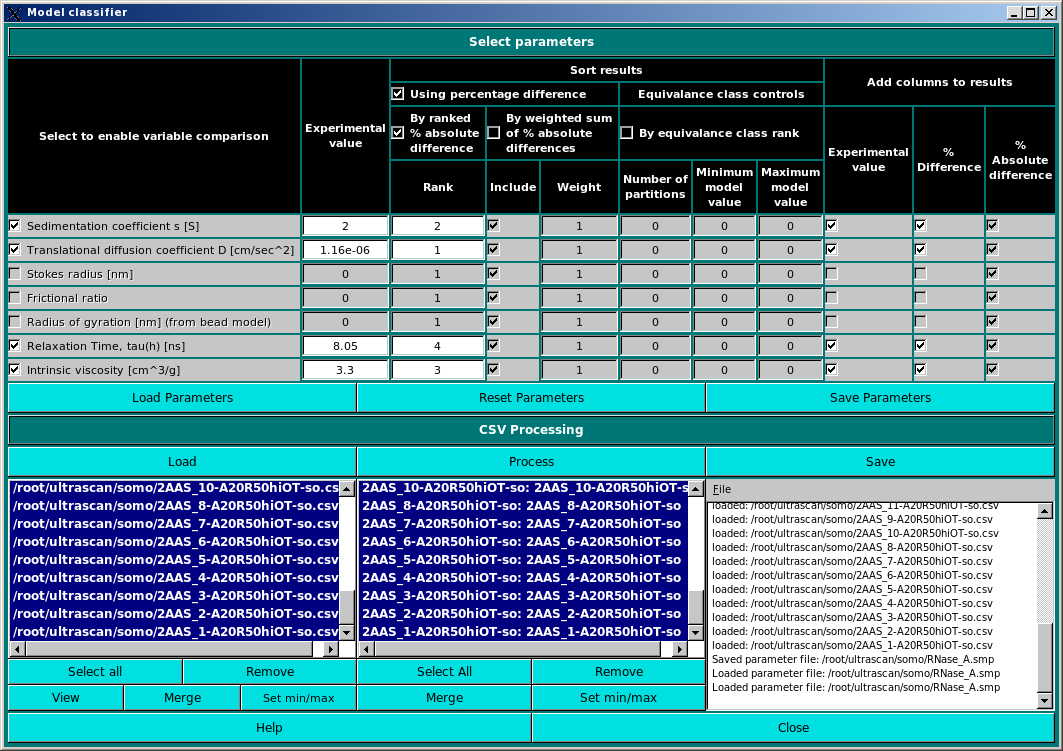 Model classifier
Select parameters
Select to enable variable comparison
Experimental
value
Sort results
Add columns to results
Using percentage difference
Equivalance class controls
By ranked
% absolute
difference
By weighted sum
of % absolute
differences
By equivalance class rank
Experimental
value
%
Difference
%
Absolute
difference
Rank
Include
Weight
Number of
partitions
Minimum
model
value
Maximum
model
value
Sedimentation coefficient s [S] 2 2 1 0 0 0
Translational diffusion coefficient D [cm/sec^2] 1.16e-06 1 1 0 0 0
Stokes radius [nm] 0 1 1 0 0 0
Frictional ratio 0 1 1 0 0 0
Radius of gyration [nm] (from bead model) 0 1 1 0 0 0
Relaxation Time, tau(h) [ns] 8.05 4 1 0 0 0
Intrinsic viscosity [cm^3/g] 3.3 3 1 0 0 0
Load Parameters Reset Parameters Save Parameters
CSV Processing
Load Process Save
/root/ultrascan/somo/2AAS_10-A20R50hiOT-so.cs
/root/ultrascan/somo/2AAS_8-A20R50hiOT-so.csv
/root/ultrascan/somo/2AAS_7-A20R50hiOT-so.csv
/root/ultrascan/somo/2AAS_6-A20R50hiOT-so.csv
/root/ultrascan/somo/2AAS_5-A20R50hiOT-so.csv
/root/ultrascan/somo/2AAS_4-A20R50hiOT-so.csv
/root/ultrascan/somo/2AAS_3-A20R50hiOT-so.csv
/root/ultrascan/somo/2AAS_2-A20R50hiOT-so.csv
/root/ultrascan/somo/2AAS_1-A20R50hiOT-so.csv
Select all Remove
View Merge Set min/max
2AAS_10-A20R50hiOT-so: 2AAS_10-A20R50hiOT-s
2AAS_8-A20R50hiOT-so: 2AAS_8-A20R50hiOT-so
2AAS_7-A20R50hiOT-so: 2AAS_7-A20R50hiOT-so
2AAS_6-A20R50hiOT-so: 2AAS_6-A20R50hiOT-so
2AAS_5-A20R50hiOT-so: 2AAS_5-A20R50hiOT-so
2AAS_4-A20R50hiOT-so: 2AAS_4-A20R50hiOT-so
2AAS_3-A20R50hiOT-so: 2AAS_3-A20R50hiOT-so
2AAS_2-A20R50hiOT-so: 2AAS_2-A20R50hiOT-so
2AAS_1-A20R50hiOT-so: 2AAS_1-A20R50hiOT-so
Select All Remove
Merge Set min/max
File
loaded: /root/ultrascan/somo/2AAS_11-A20R50hiOT-so.csv
loaded: /root/ultrascan/somo/2AAS_9-A20R50hiOT-so.csv
loaded: /root/ultrascan/somo/2AAS_10-A20R50hiOT-so.csv
loaded: /root/ultrascan/somo/2AAS_8-A20R50hiOT-so.csv
loaded: /root/ultrascan/somo/2AAS_7-A20R50hiOT-so.csv
loaded: /root/ultrascan/somo/2AAS_6-A20R50hiOT-so.csv
loaded: /root/ultrascan/somo/2AAS_5-A20R50hiOT-so.csv
loaded: /root/ultrascan/somo/2AAS_4-A20R50hiOT-so.csv
loaded: /root/ultrascan/somo/2AAS_3-A20R50hiOT-so.csv
loaded: /root/ultrascan/somo/2AAS_2-A20R50hiOT-so.csv
loaded: /root/ultrascan/somo/2AAS_1-A20R50hiOT-so.csv
Saved parameter file: /root/ultrascan/somo/RNase_A.smp
Loaded parameter file: /root/ultrascan/somo/RNase_A.smp
Loaded parameter file: /root/ultrascan/somo/RNase_A.smp
Help Close